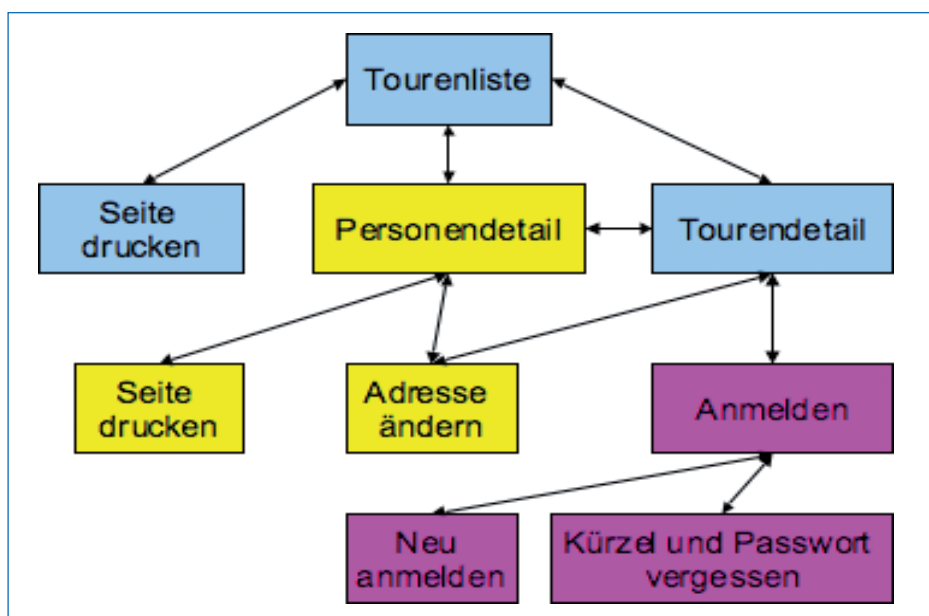 Tourenliste
Seite
drucken
Personendetail
Tourendetail
Seite
drucken
Adresse
ändern
Anmelden
Neu
anmelden
Kürzel und Passwort
vergessen